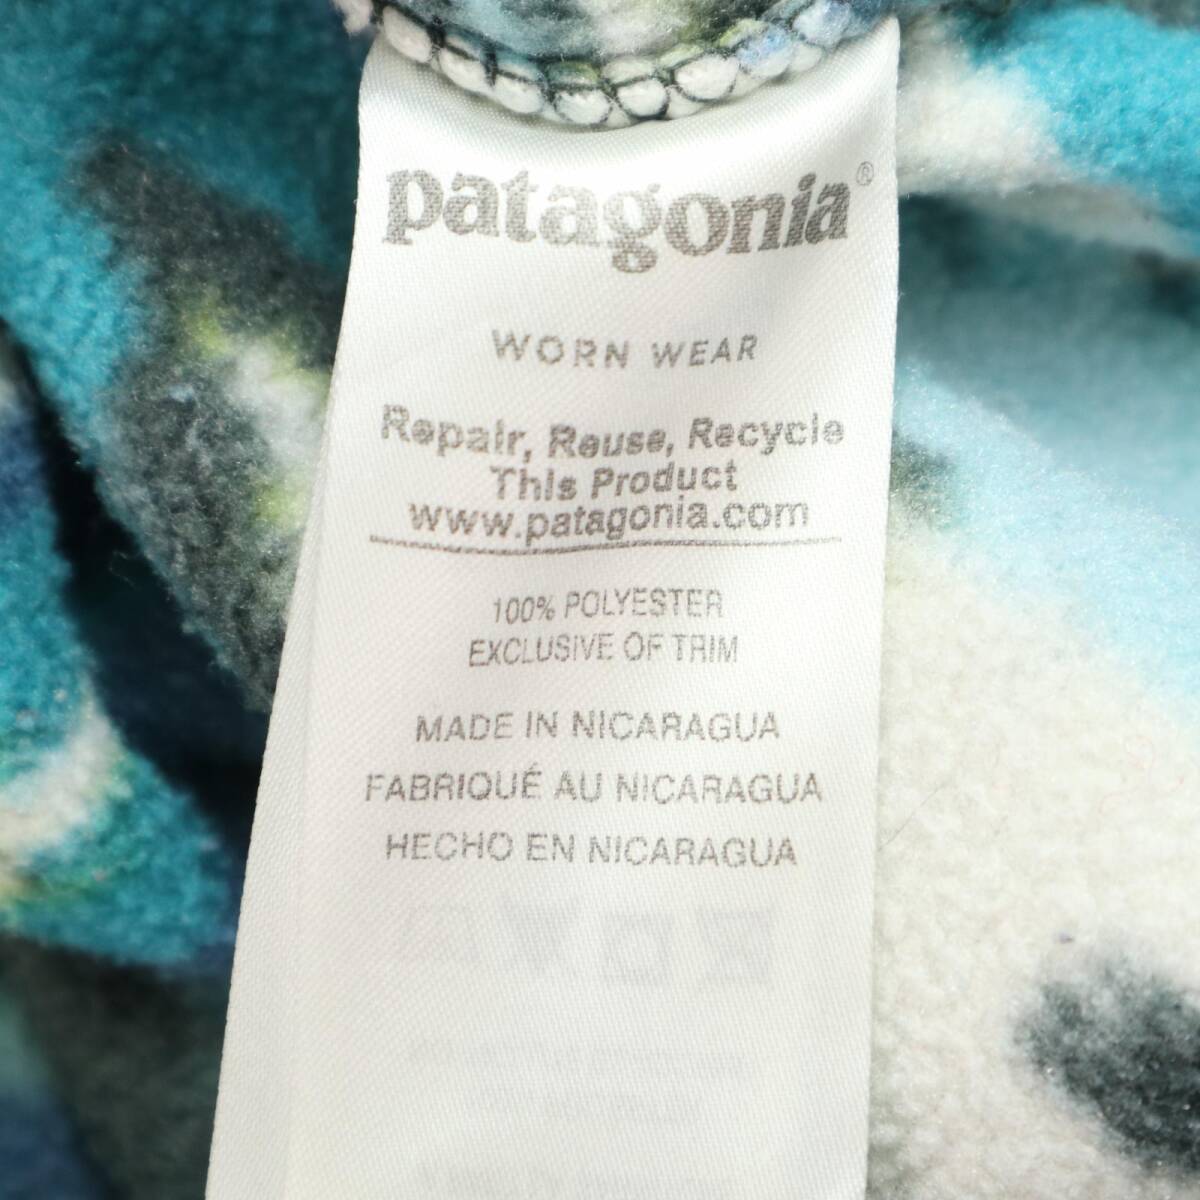 patagonia®
WORN WEAR
Repair, Reuse, Recycle
This Product
www.patagonia.com
100% POLYESTER
EXCLUSIVE OF TRIM
MADE IN NICARAGUA
FABRIQUÉ AU NICARAGUA
HECHO EN NICARAGUA